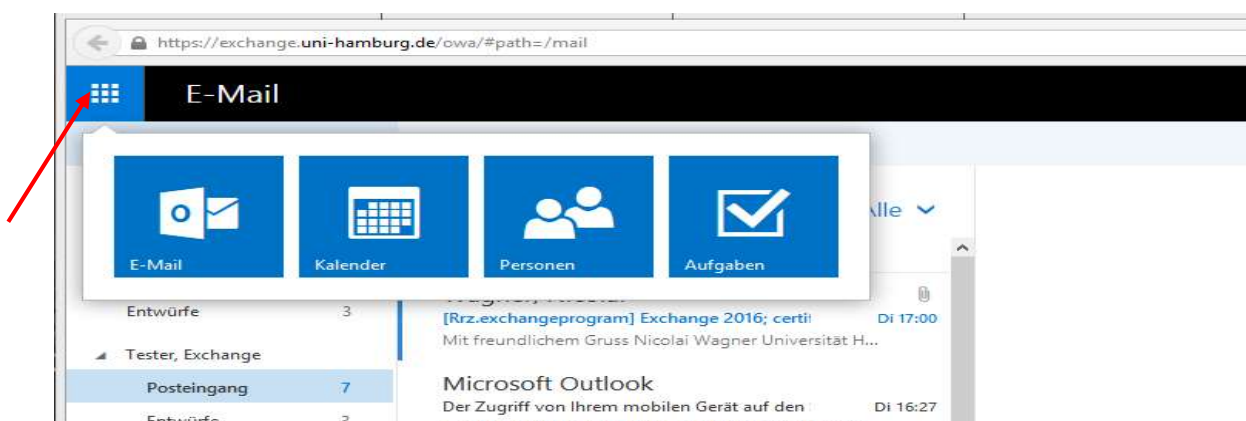 https://exchange.uni-hamburg.de/owa/#path=/mail
E-Mail
Alle
E-Mail
Kalender
Personen
Aufgaben
Entwürfe 3
[Rrz.exchangeprogram] Exchange 2016; certi Di 17:00
Mit freundlichem Gruss Nicolai Wagner Universität H...
Tester, Exchange
Posteingang 7
Microsoft Outlook
Der Zugriff von Ihrem mobilen Gerät auf den Di 16:27
Entwürfe 3